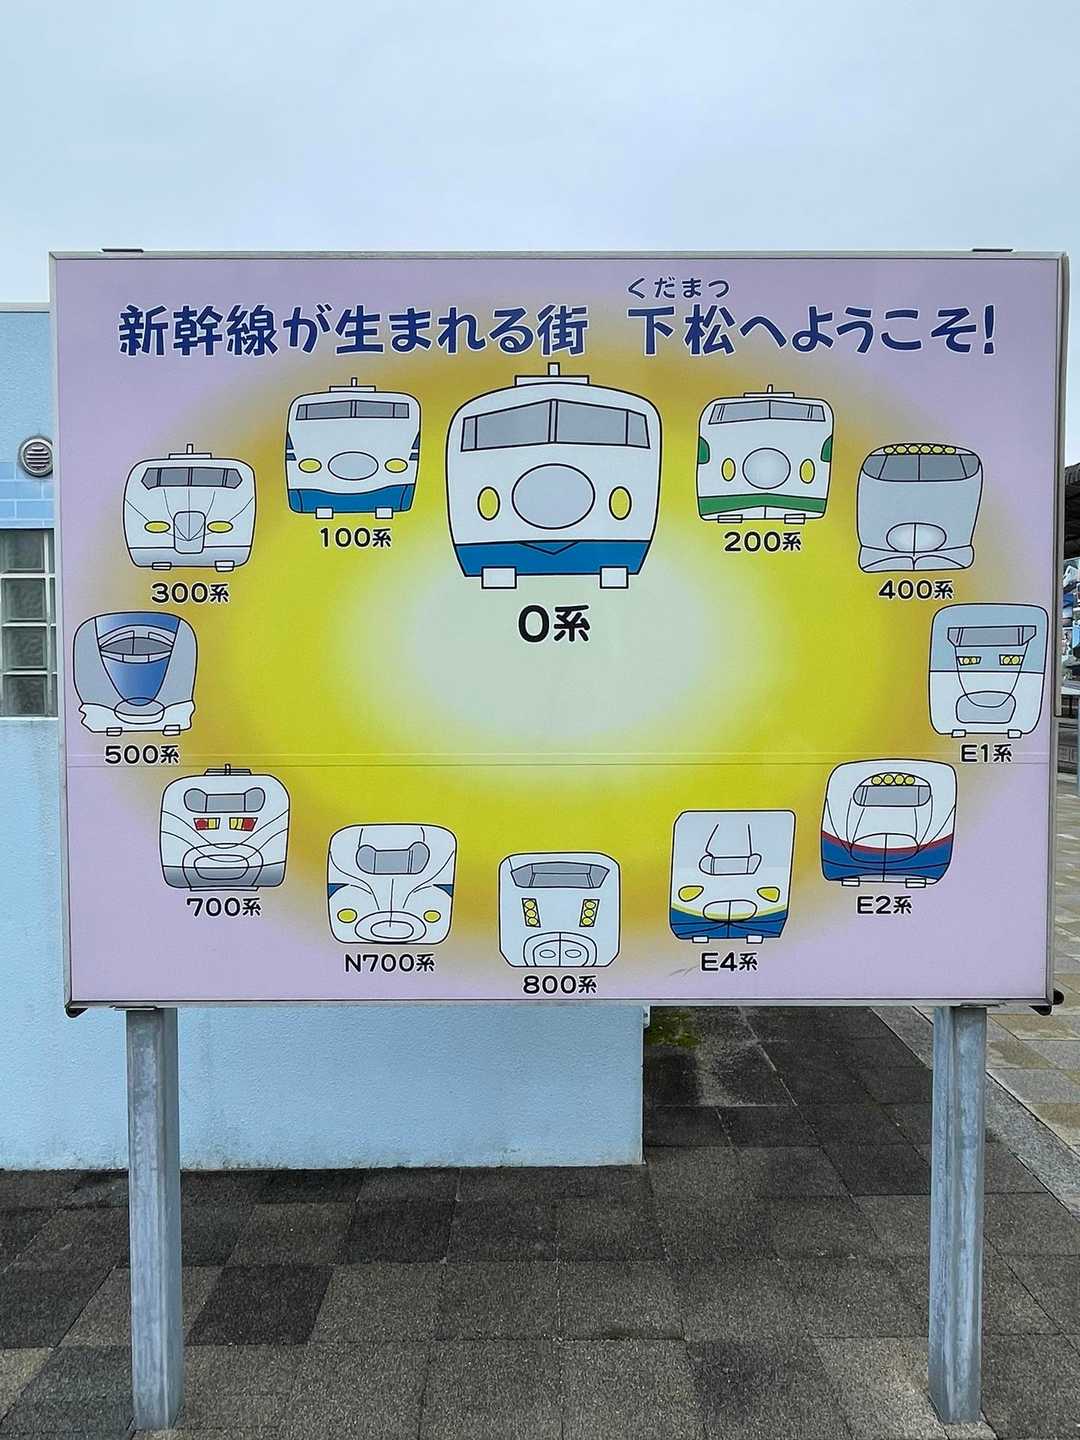 くだまつ
新幹線が生まれる街 下松へようこそ!
0系
100系
200系
300系
400系
500系
E1系
700系
E2系
N700系
E4系
800系